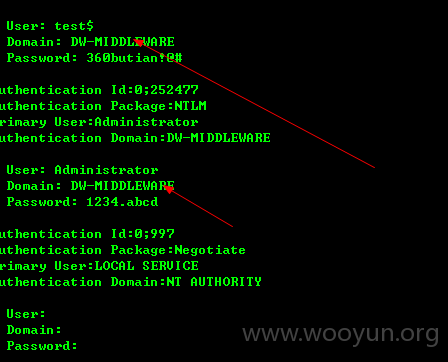 User: test$
Domain: DW-MIDDLEWARE
Password: 360butian!@#
uthentication Id:0;252477
uthentication Package:NTLM
rimary User:Administrator
uthentication Domain:DW-MIDDLEWARE
User: Administrator
Domain: DW-MIDDLEWARE
Password: 1234.abcd
uthentication Id:0;997
uthentication Package:Negotiate
rimary User:LOCAL SERVICE
uthentication Domain:NT AUTHORITY
User:
Domain:
Password:
www.wooyun.org